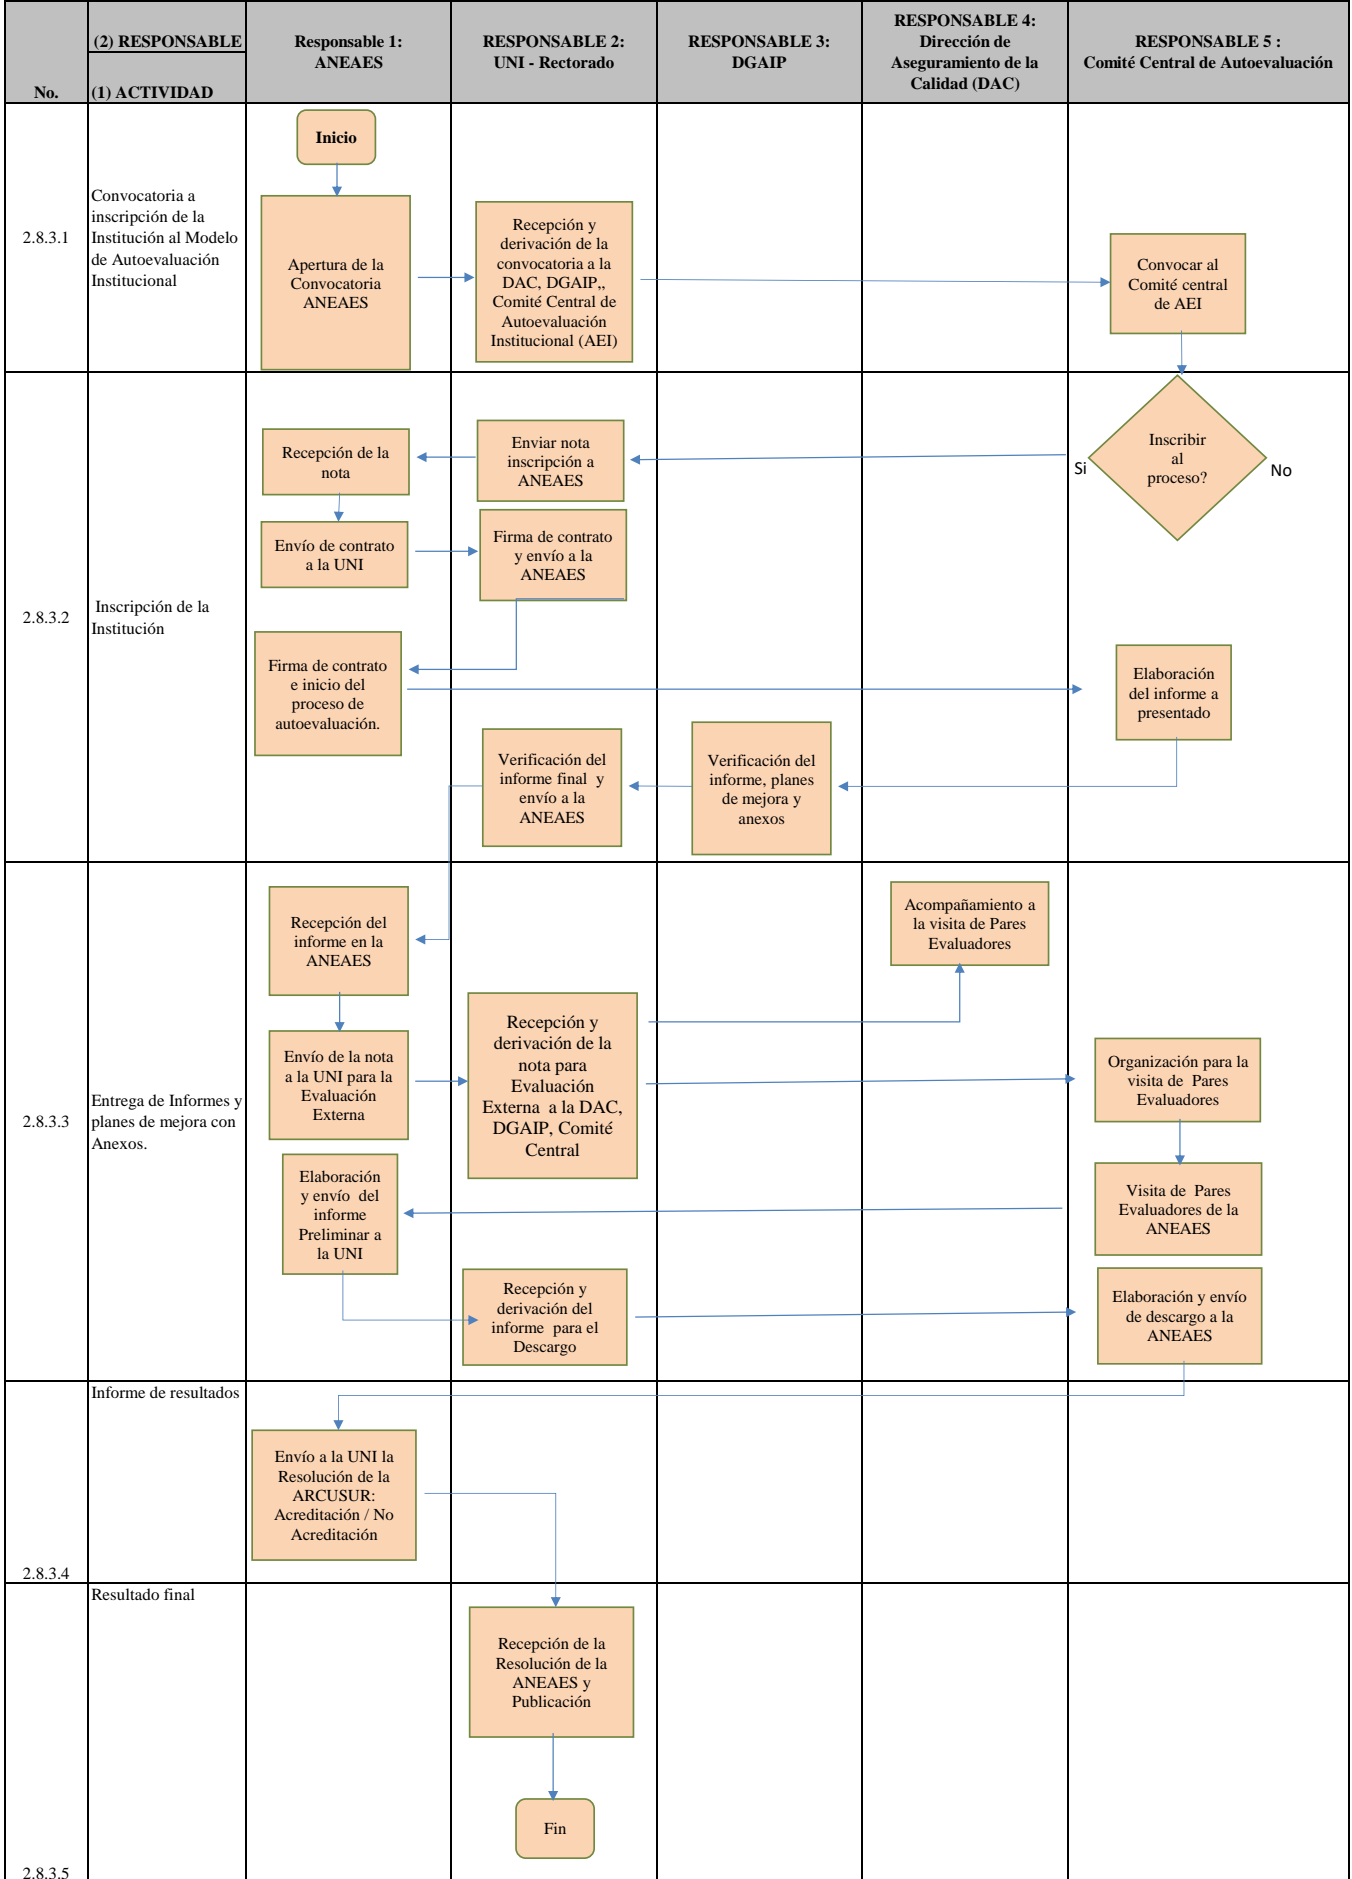 No.
(2) RESPONSABLE
(1) ACTIVIDAD
Responsable 1:
ANEAES
RESPONSABLE 2:
UNI - Rectorado
RESPONSABLE 3:
DGAIP
RESPONSABLE 4:
Dirección de
Aseguramiento de la
Calidad (DAC)
RESPONSABLE 5 :
Comité Central de Autoevaluación
2.8.3.1
Convocatoria a
inscripción de la
Institución al Modelo
de Autoevaluación
Institucional
Inicio
Apertura de la
Convocatoria
ANEAES
Recepción y
derivación de la
convocatoria a la
DAC, DGAIP,,
Comité Central de
Autoevaluación
Institucional (AEI)
Convocar al
Comité central
de AEI
2.8.3.2
Inscripción de la
Institución
Inscribir
al
proceso?
Si
No
Enviar nota
inscripción a
ANEAES
Recepción de la
nota
Envío de contrato
a la UNI
Firma de contrato
y envío a la
ANEAES
Firma de contrato
e inicio del
proceso de
autoevaluación.
Elaboración
del informe a
presentado
Verificación del
informe, planes
de mejora y
anexos
Verificación del
informe final y
envío a la
ANEAES
2.8.3.3
Entrega de Informes y
planes de mejora con
Anexos.
Recepción del
informe en la
ANEAES
Envío de la nota
a la UNI para la
Evaluación
Externa
Recepción y
derivación de la
nota para
Evaluación
Externa a la DAC,
DGAIP, Comité
Central
Acompañamiento a
la visita de Pares
Evaluadores
Organización para la
visita de Pares
Evaluadores
Visita de Pares
Evaluadores de la
ANEAES
Elaboración
y envío del
informe
Preliminar a
la UNI
Recepción y
derivación del
informe para el
Descargo
Elaboración y envío
de descargo a la
ANEAES
2.8.3.4
Informe de resultados
Envío a la UNI la
Resolución de la
ARCUSUR:
Acreditación / No
Acreditación
2.8.3.5
Resultado final
Recepción de la
Resolución de la
ANEAES y
Publicación
Fin